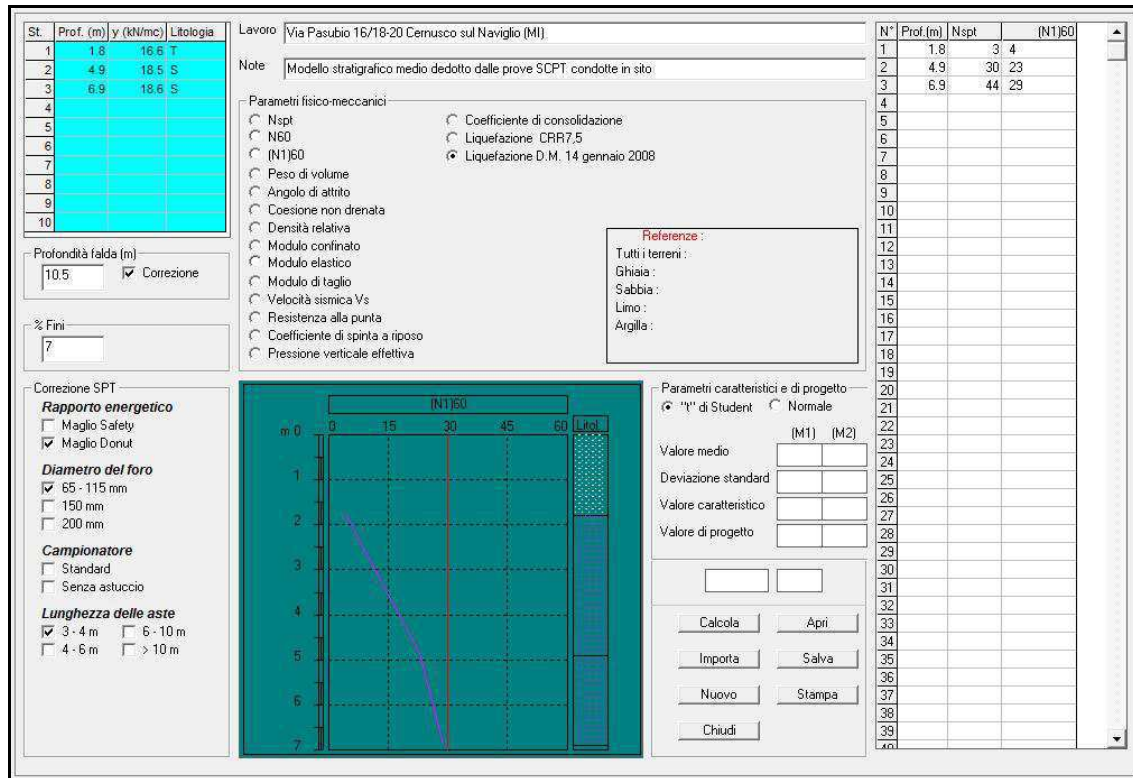 St. Prof. (m) y (kN/mc) Litologia
1 1.8 16.6 T
2 4.9 18.5 S
3 6.9 18.6 S
4
5
6
7
8
9
10
Profondità falda (m)
10.5 Correzione
% Fini
7
Correzione SPT
Rapporto energetico
Maglio Safety
Maglio Donut
Diametro del foro
65 - 115 mm
150 mm
200 mm
Campionatore
Standard
Senza astuccio
Lunghezza delle aste
3 - 4 m 6 - 10 m
4 - 6 m > 10 m
Lavoro Via Pasubio 16/18-20 Cernusco sul Naviglio (MI)
Note Modello stratigrafico medio dedotto dalle prove SCPT condotte in sito
Parametri fisico-meccanici
Nspt
N60
(N1)60
Peso di volume
Angolo di attrito
Coesione non drenata
Densità relativa
Modulo confinato
Modulo elastico
Modulo di taglio
Velocità sismica Vs
Resistenza alla punta
Coefficiente di spinta a riposo
Pressione verticale effettiva
Coefficiente di consolidazione
Liquefazione CRR7,5
Liquefazione D.M. 14 gennaio 2008
Referenze :
Tutti i terreni :
Ghiaia :
Sabbia :
Limo :
Argilla :
(N1)60
m 0 0 15 30 45 60 Litol.
1
2
3
4
5
6
7
Parametri caratteristici e di progetto
"t" di Student Normale
(M1) (M2)
Valore medio
Deviazione standard
Valore caratteristico
Valore di progetto
Calcola Apri
Importa Salva
Nuovo Stampa
Chiudi
N° Prof.(m) Nspt (N1)60
1 1.8 3 4
2 4.9 30 23
3 6.9 44 29
4
5
6
7
8
9
10
11
12
13
14
15
16
17
18
19
20
21
22
23
24
25
26
27
28
29
30
31
32
33
34
35
36
37
38
39